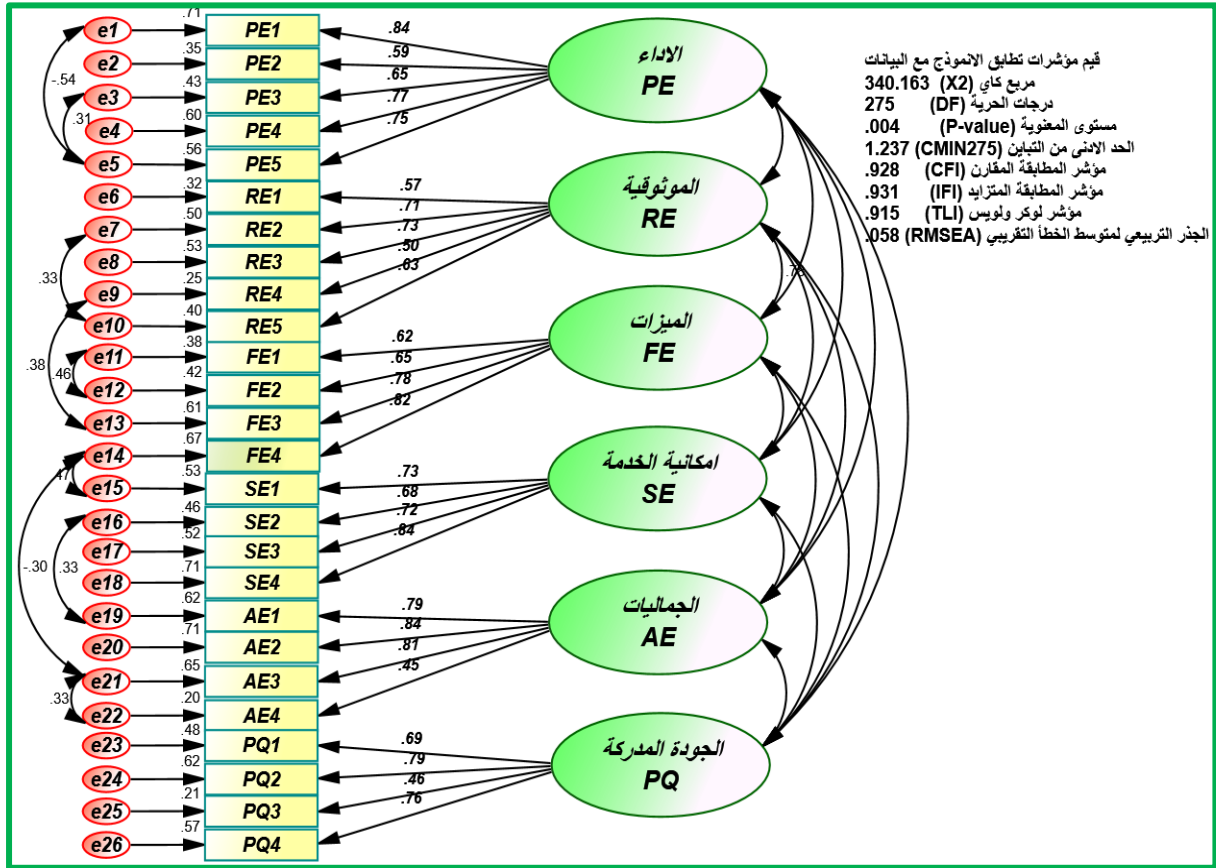 e1 .71 PE1 .84
e2 .35 PE2 .59
e3 .43 PE3 .65
e4 .60 PE4 .77
e5 .56 PE5 .75
-.54
.31
الاداء
PE
e6 .32 RE1 .57
e7 .50 RE2 .71
e8 .53 RE3 .73
e9 .25 RE4 .50
e10 .40 RE5 .63
.33
الموثوقية
RE
e11 .38 FE1 .62
e12 .42 FE2 .65
e13 .61 FE3 .78
e14 .67 FE4 .82
.38
.46
الميزات
FE
e15 .53 SE1 .73
e16 .46 SE2 .68
e17 .52 SE3 .72
e18 .71 SE4 .84
.47
-.30
.33
امكانية الخدمة
SE
e19 .62 AE1 .79
e20 .71 AE2 .84
e21 .65 AE3 .81
e22 .20 AE4 .45
.33
الجماليات
AE
e23 .48 PQ1 .69
e24 .62 PQ2 .79
e25 .21 PQ3 .46
e26 .57 PQ4 .76
الجودة المدركة
PQ
قيم مؤشرات تطابق الانموذج مع البيانات
مربع كاي (X2) 340.163
درجات الحرية (DF) 275
مستوى المعنوية (P-value) .004
الحد الادنى من التباين (CMIN275) 1.237
مؤشر المطابقة المقارن (CFI) .928
مؤشر المطابقة المتزايد (IFI) .931
مؤشر لوكر ولويس (TLI) .915
الجذر التربيعي لمتوسط الخطأ التقريبي (RMSEA) .058